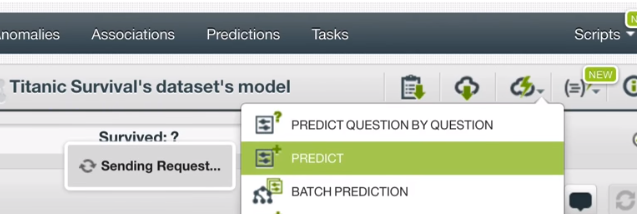 Associations Predictions Tasks Scripts
NEW
Titanic Survival's dataset's model
PREDICT QUESTION BY QUESTION
Survived: ?
Sending Request...
PREDICT
BATCH PREDICTION